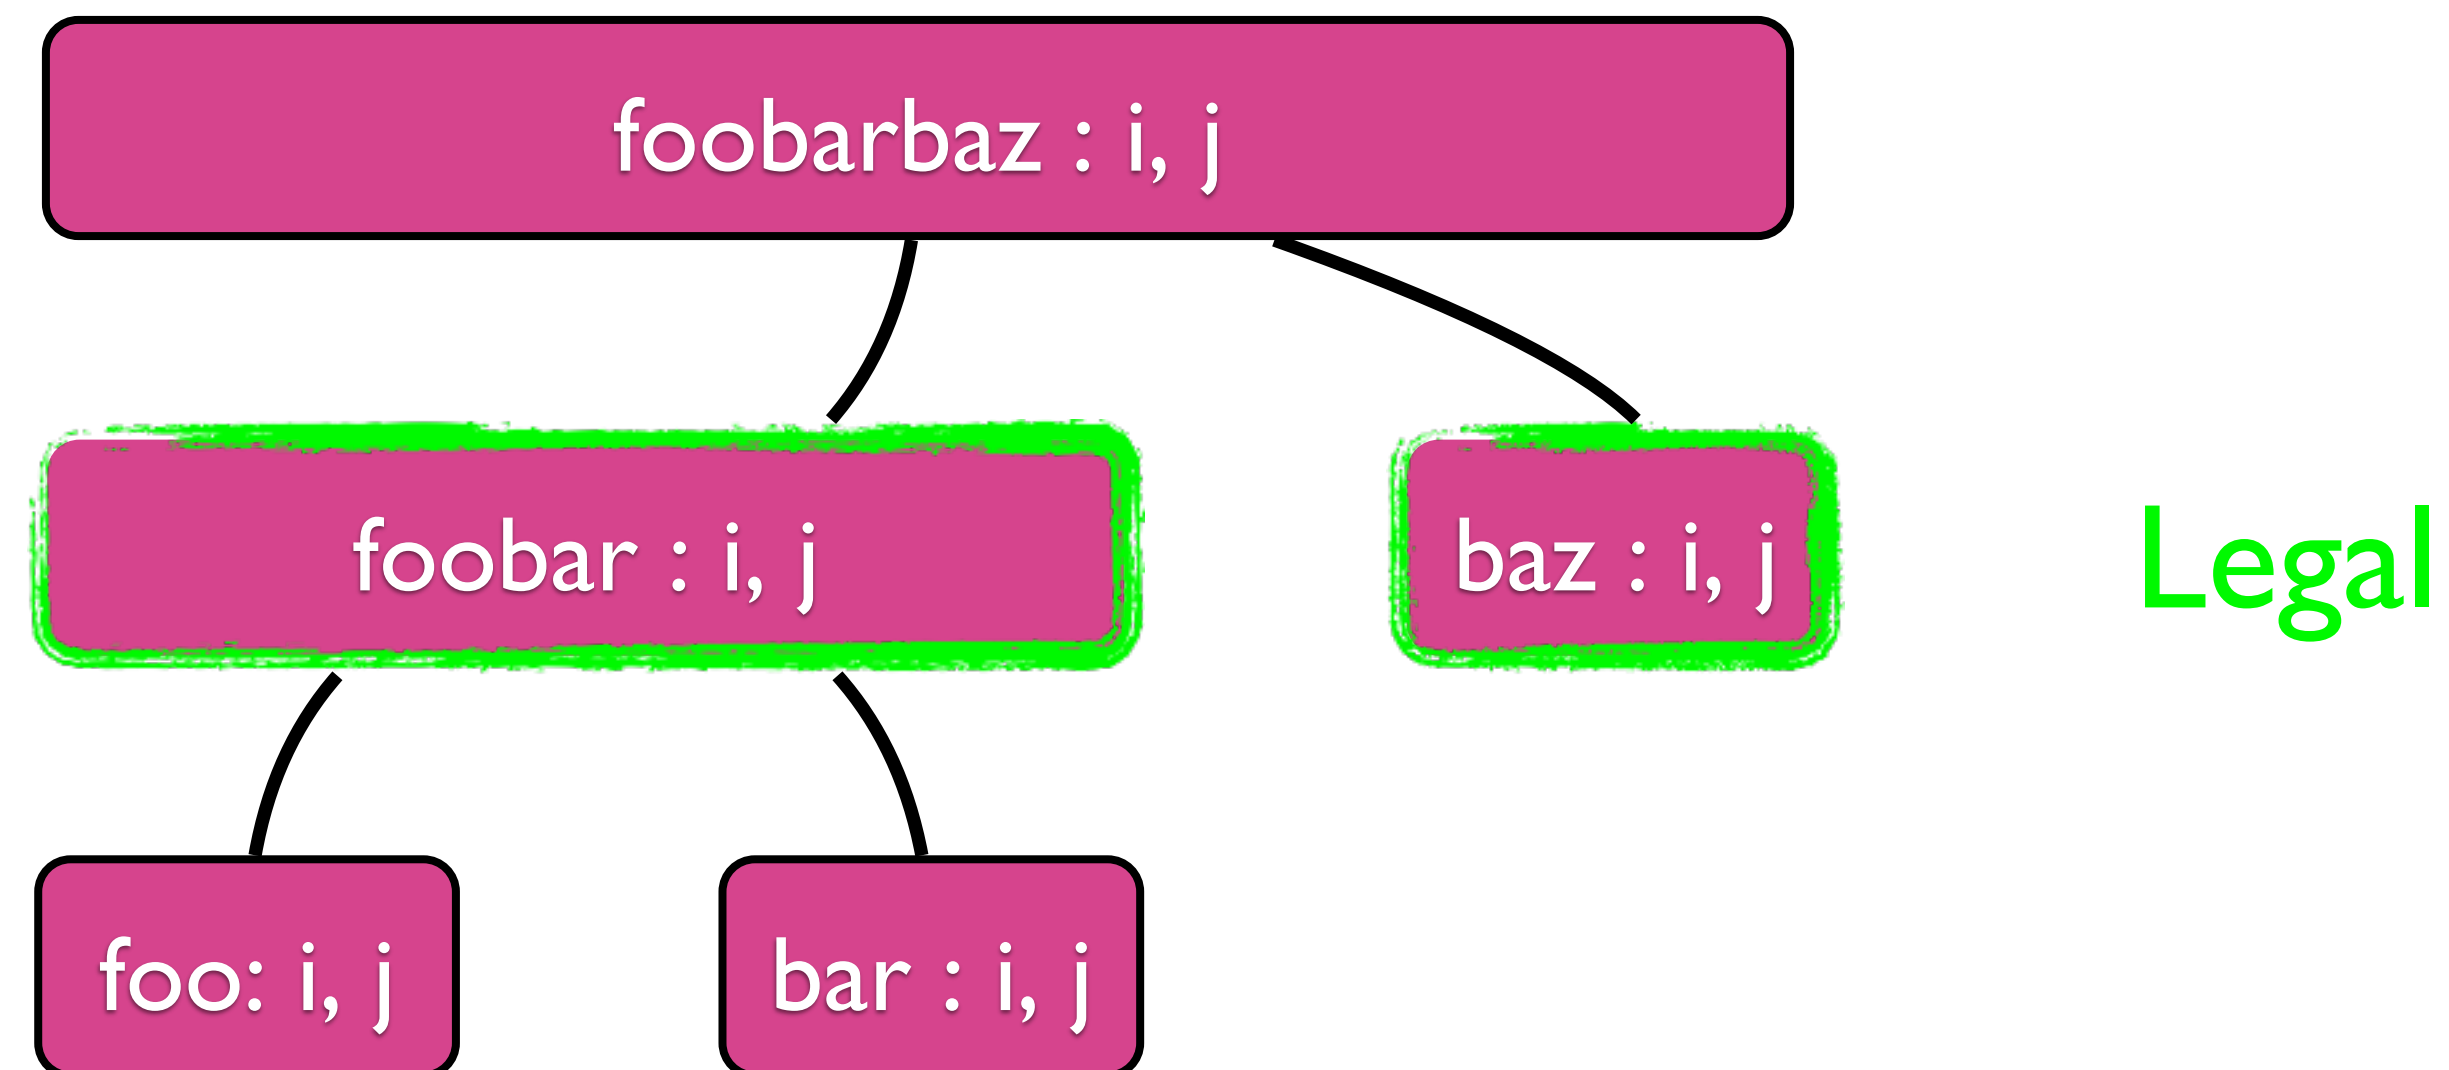 foobarbaz : i, j
foobar : i, j
baz : i, j
Legal
foo: i, j
bar : i, j